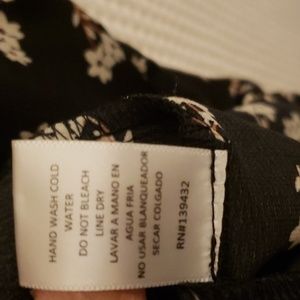 HAND WASH COLD
WATER
DO NOT BLEACH
LINE DRY
LAVAR A MANO EN
AGUA FRIA
NO USAR BLANQUEADOR
SECAR COLGADO
RN#139432